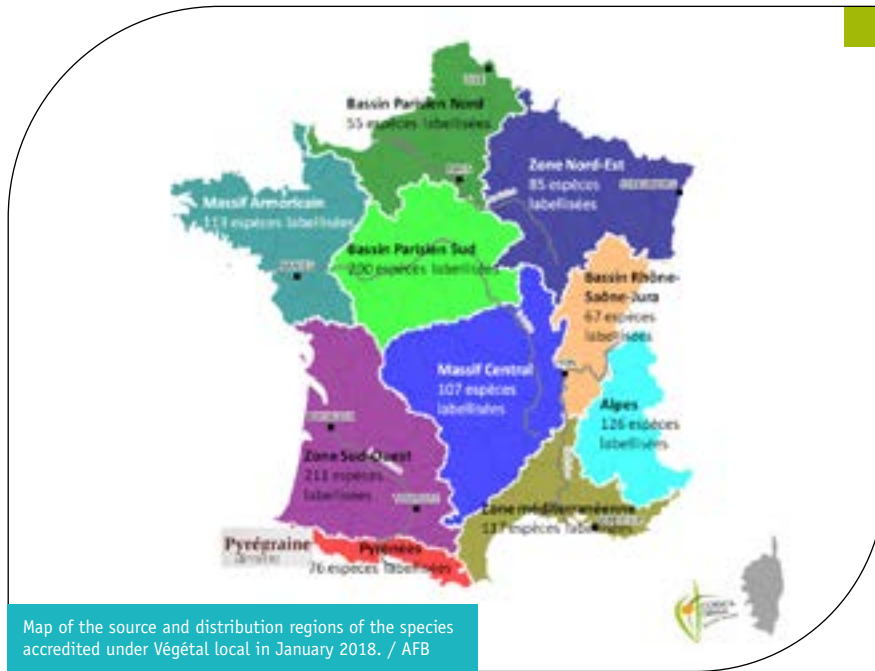 Bassin Parisien Nord
55 espèces labellisées
Zone Nord-Est
85 espèces
labellisées
Massif Armoricain
113 espèces labellisées
Bassin Parisien Sud
200 espèces labellisées
Bassin Rhône-
Saône-Jura
67 espèces
labellisées
Massif Central
107 espèces
labellisées
Alpes
126 espèces
labellisées
Zone Sud-Ouest
211 espèces
labellisées
Zone méditerranéenne
espèces labellisées
Pyrégraine
Pyrénées
76 espèces labellisées
Map of the source and distribution regions of the species
accredited under Végétal local in January 2018. / AFB